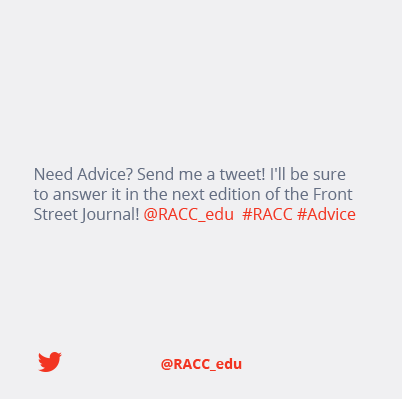 Need Advice? Send me a tweet! I'll be sure
to answer it in the next edition of the Front
Street Journal! @RACC_edu  #RACC #Advice
@RACC_edu